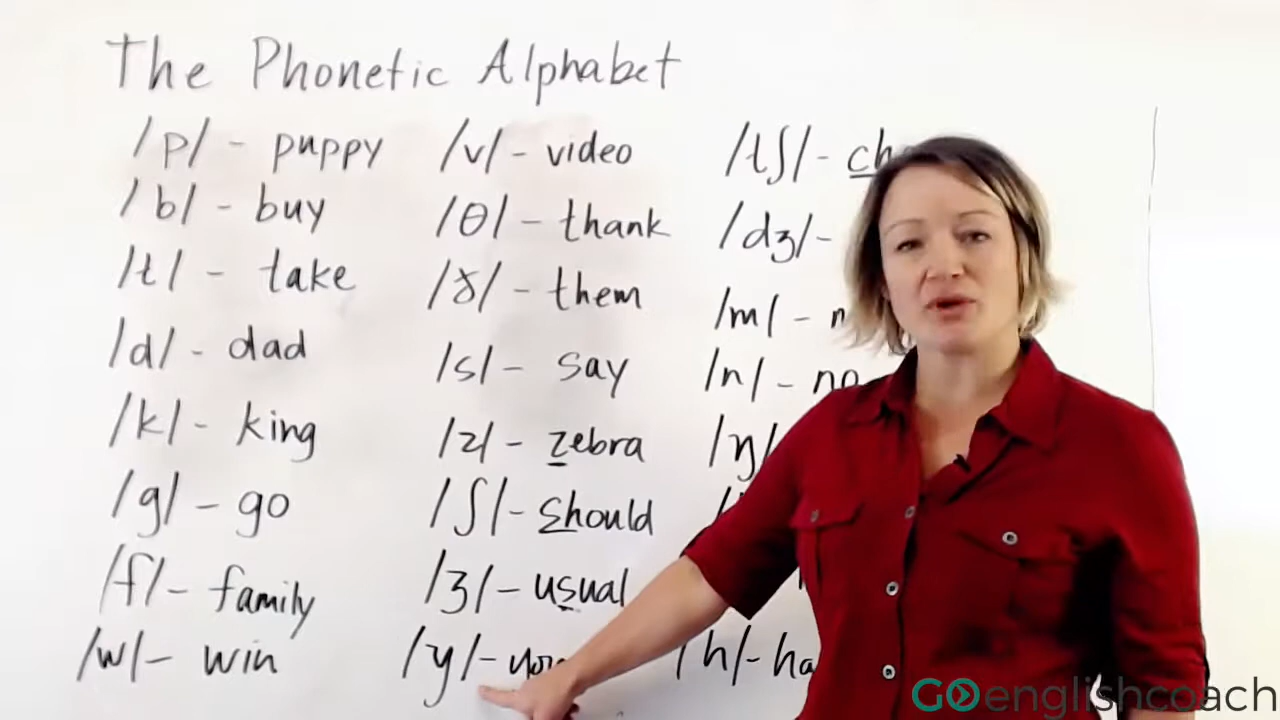 The Phonetic Alphabet
/p/ - puppy
/b/ - buy
/t/ - take
/d/ - dad
/k/ - king
/g/ - go
/f/ - family
/w/ - win
/v/ - video
/θ/ - thank
/ð/ - them
/s/ - say
/z/ - zebra
/ʃ/ - should
/ʒ/ - usual
/y/ -
/tʃ/ - ch
/dʒ/ -
/m/ -
/n/ - no
/ŋ/
/h/ - ha
GOenglishcoach